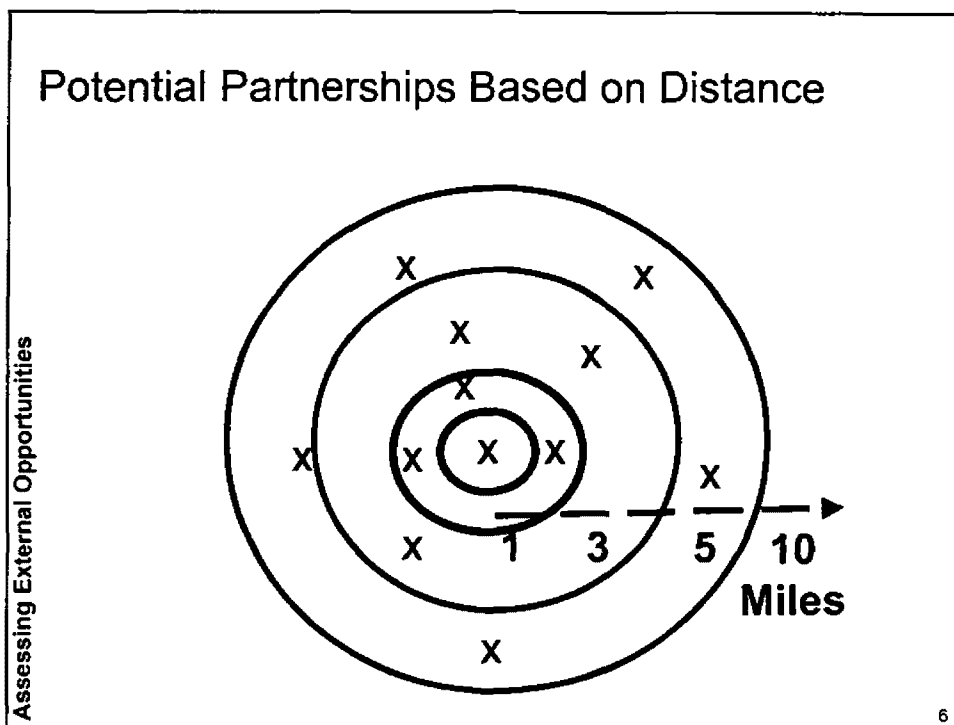 Potential Partnerships Based on Distance
Assessing External Opportunities
X X
X
X
X
X X X X
X
X
1 3 5 10
Miles
X
6